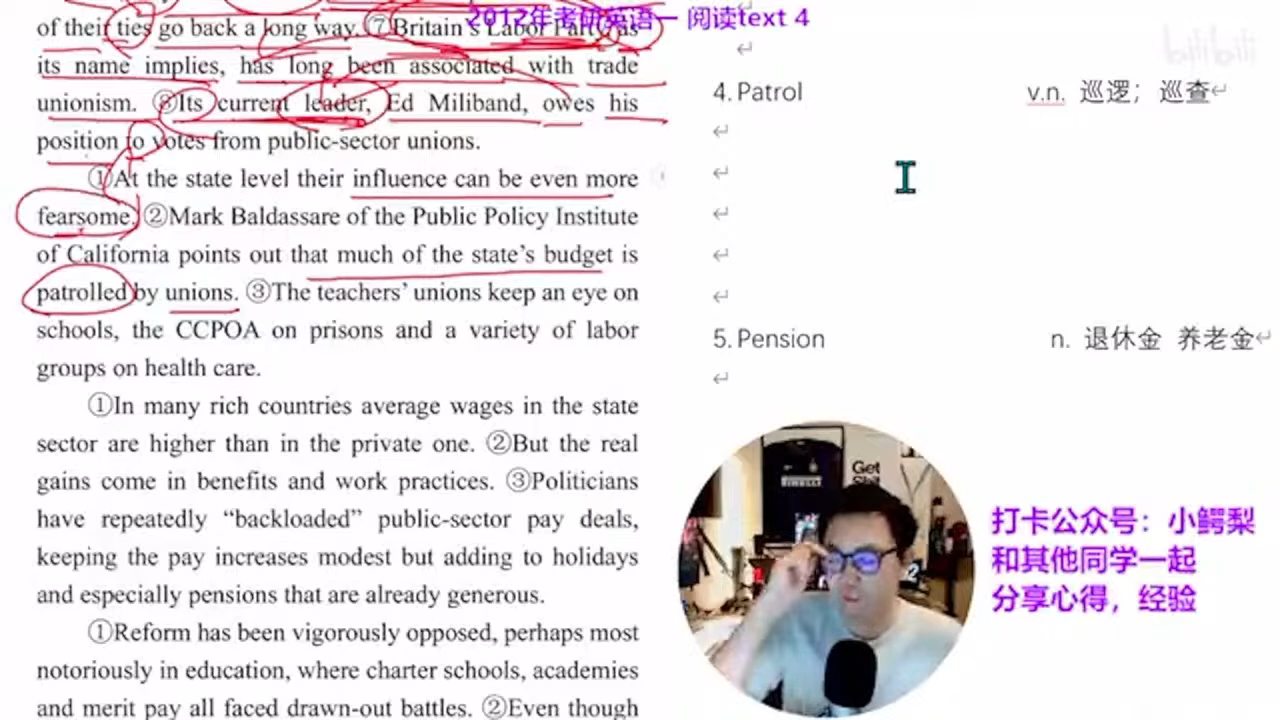 2012年考研英语一 阅读text 4
of their ties go back a long way. ⑦Britain's Labor Party, as
its name implies, has long been associated with trade
unionism. ⑧Its current leader, Ed Miliband, owes his
position to votes from public-sector unions.
①At the state level their influence can be even more
fearsome. ②Mark Baldassare of the Public Policy Institute
of California points out that much of the state's budget is
patrolled by unions. ③The teachers' unions keep an eye on
schools, the CCPOA on prisons and a variety of labor
groups on health care.
①In many rich countries average wages in the state
sector are higher than in the private one. ②But the real
gains come in benefits and work practices. ③Politicians
have repeatedly “backloaded” public-sector pay deals,
keeping the pay increases modest but adding to holidays
and especially pensions that are already generous.
①Reform has been vigorously opposed, perhaps most
notoriously in education, where charter schools, academies
and merit pay all faced drawn-out battles. ②Even though
bilibili
4. Patrol v.n. 巡逻；巡查
5. Pension n. 退休金 养老金
Get
PIRELLI
打卡公众号：小鳄梨
和其他同学一起
分享心得，经验